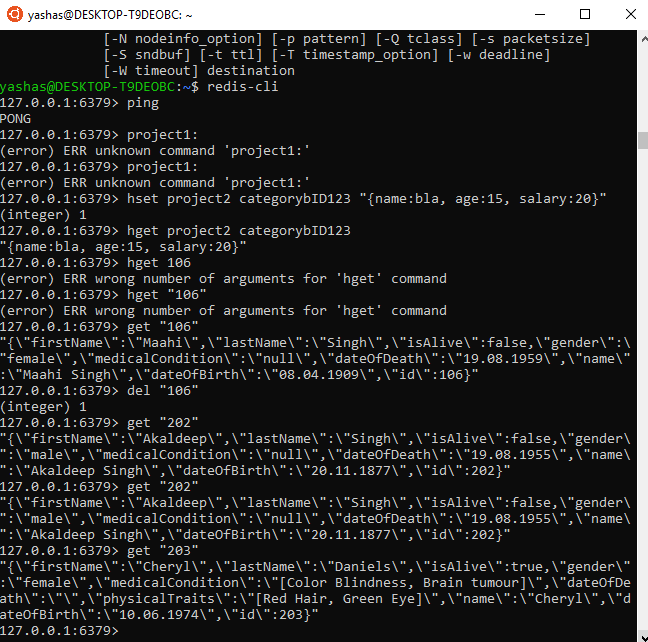 yashas@DESKTOP-T9DEOBC: ~
[-N nodeinfo_option] [-p pattern] [-Q tclass] [-s packetsize]
[-S sndbuf] [-t ttl] [-T timestamp_option] [-w deadline]
[-W timeout] destination
yashas@DESKTOP-T9DEOBC:~$ redis-cli
127.0.0.1:6379> ping
PONG
127.0.0.1:6379> project1:
(error) ERR unknown command 'project1:'
127.0.0.1:6379> project1:
(error) ERR unknown command 'project1:'
127.0.0.1:6379> hset project2 categorybID123 "{name:bla, age:15, salary:20}"
(integer) 1
127.0.0.1:6379> hget project2 categorybID123
"{name:bla, age:15, salary:20}"
127.0.0.1:6379> hget 106
(error) ERR wrong number of arguments for 'hget' command
127.0.0.1:6379> hget "106"
(error) ERR wrong number of arguments for 'hget' command
127.0.0.1:6379> get "106"
"{\"firstName\":\"Maahi\",\"lastName\":\"Singh\",\"isAlive\":false,\"gender\":\
"female\",\"medicalCondition\":\"null\",\"dateOfDeath\":\"19.08.1959\",\"name\"
:\"Maahi Singh\",\"dateOfBirth\":\"08.04.1909\",\"id\":106}"
127.0.0.1:6379> del "106"
(integer) 1
127.0.0.1:6379> get "202"
"{\"firstName\":\"Akaldeep\",\"lastName\":\"Singh\",\"isAlive\":false,\"gender\
":\"male\",\"medicalCondition\":\"null\",\"dateOfDeath\":\"19.08.1955\",\"name\
":\"Akaldeep Singh\",\"dateOfBirth\":\"20.11.1877\",\"id\":202}"
127.0.0.1:6379> get "202"
"{\"firstName\":\"Akaldeep\",\"lastName\":\"Singh\",\"isAlive\":false,\"gender\
":\"male\",\"medicalCondition\":\"null\",\"dateOfDeath\":\"19.08.1955\",\"name\
":\"Akaldeep Singh\",\"dateOfBirth\":\"20.11.1877\",\"id\":202}"
127.0.0.1:6379> get "203"
"{\"firstName\":\"Cheryl\",\"lastName\":\"Daniels\",\"isAlive\":true,\"gender\"
:\"female\",\"medicalCondition\":\"[Color Blindness, Brain tumour]\",\"dateOfDe
ath\":\"\",\"physicalTraits\":\"[Red Hair, Green Eye]\",\"name\":\"Cheryl\",\"d
ateOfBirth\":\"10.06.1974\",\"id\":203}"
127.0.0.1:6379>